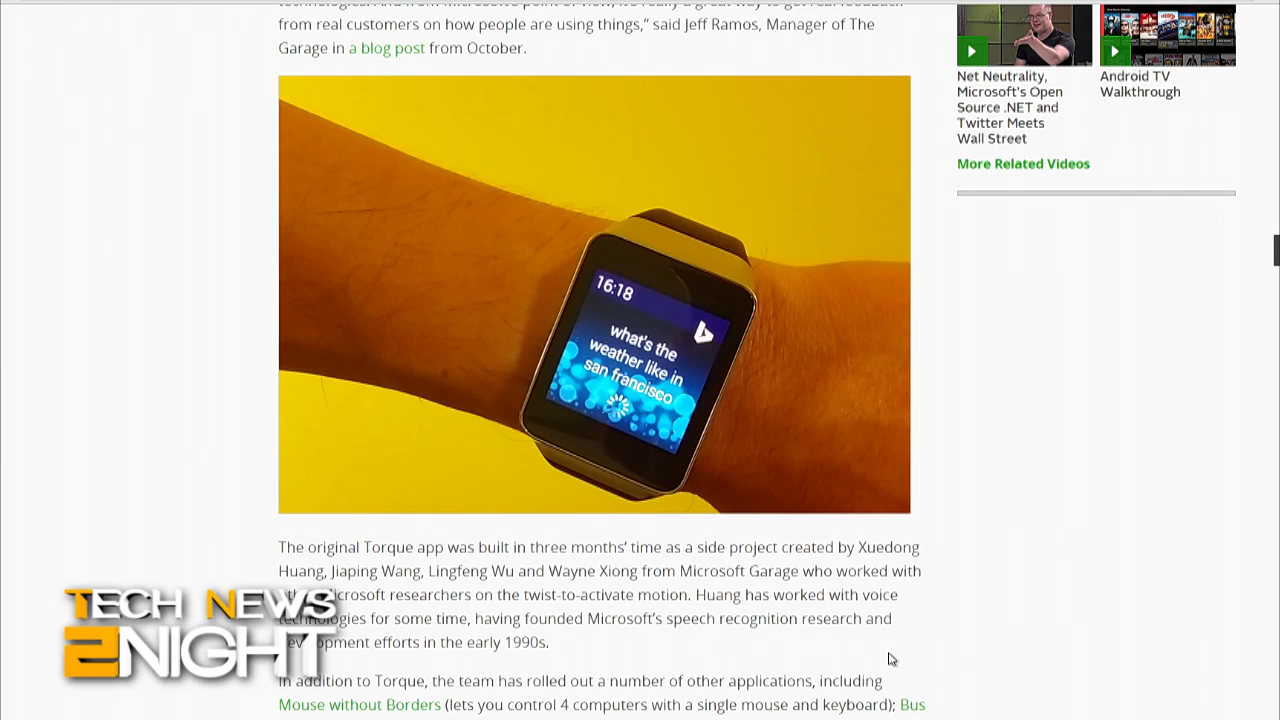 from real customers on how people are using things,” said Jeff Ramos, Manager of The
Garage in a blog post from October.
16:18
what's the
weather like in
san francisco
The original Torque app was built in three months’ time as a side project created by Xuedong
Huang, Jiaping Wang, Lingfeng Wu and Wayne Xiong from Microsoft Garage who worked with
Microsoft researchers on the twist-to-activate motion. Huang has worked with voice
technologies for some time, having founded Microsoft’s speech recognition research and
development efforts in the early 1990s.
In addition to Torque, the team has rolled out a number of other applications, including
Mouse without Borders (lets you control 4 computers with a single mouse and keyboard); Bus
Net Neutrality,
Microsoft's Open
Source .NET and
Twitter Meets
Wall Street
Android TV
Walkthrough
More Related Videos
TECH NEWS
2NIGHT